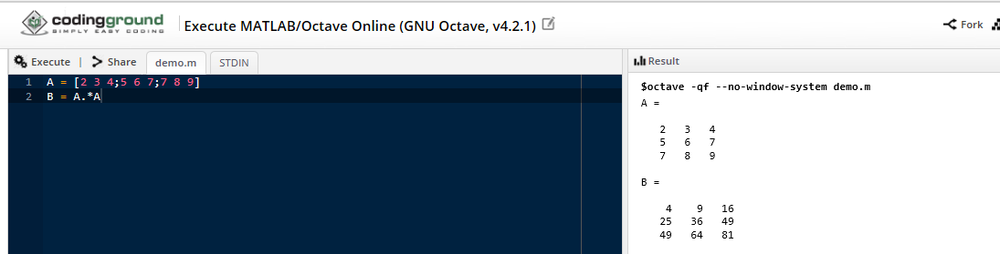 codingground
SIMPLY EASY CODING
Execute MATLAB/Octave Online (GNU Octave, v4.2.1)
Fork
Execute | Share demo.m STDIN
1 A = [2 3 4;5 6 7;7 8 9]
2 B = A.*A
Result
$octave -qf --no-window-system demo.m
A =
2 3 4
5 6 7
7 8 9
B =
4 9 16
25 36 49
49 64 81